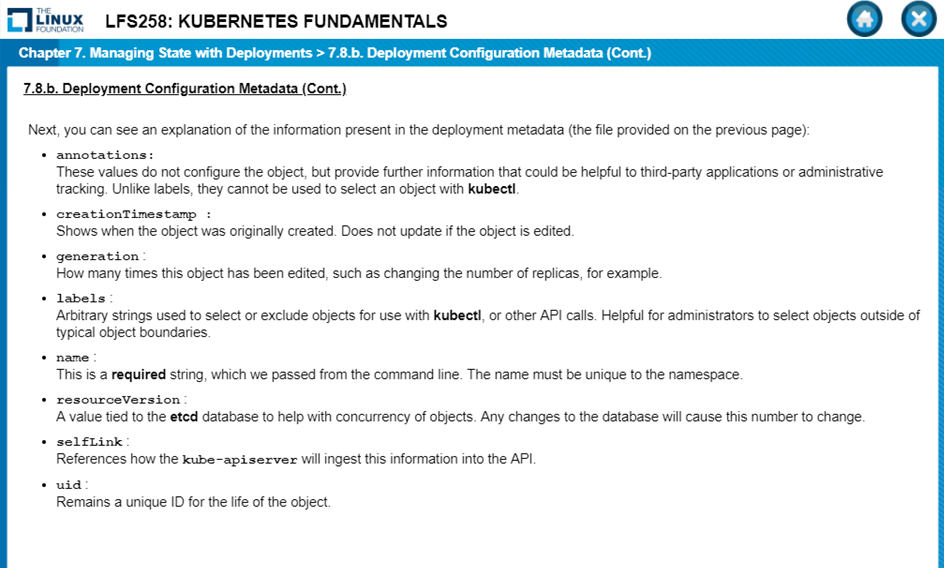 THE
LINUX
FOUNDATION
LFS258: KUBERNETES FUNDAMENTALS
Chapter 7. Managing State with Deployments > 7.8.b. Deployment Configuration Metadata (Cont.)
7.8.b. Deployment Configuration Metadata (Cont.)
Next, you can see an explanation of the information present in the deployment metadata (the file provided on the previous page):
• annotations:
These values do not configure the object, but provide further information that could be helpful to third-party applications or administrative
tracking. Unlike labels, they cannot be used to select an object with kubectl.
• creationTimestamp :
Shows when the object was originally created. Does not update if the object is edited.
• generation :
How many times this object has been edited, such as changing the number of replicas, for example.
• labels :
Arbitrary strings used to select or exclude objects for use with kubectl, or other API calls. Helpful for administrators to select objects outside of
typical object boundaries.
• name :
This is a required string, which we passed from the command line. The name must be unique to the namespace.
• resourceVersion :
A value tied to the etcd database to help with concurrency of objects. Any changes to the database will cause this number to change.
• selfLink :
References how the kube-apiserver will ingest this information into the API.
• uid :
Remains a unique ID for the life of the object.